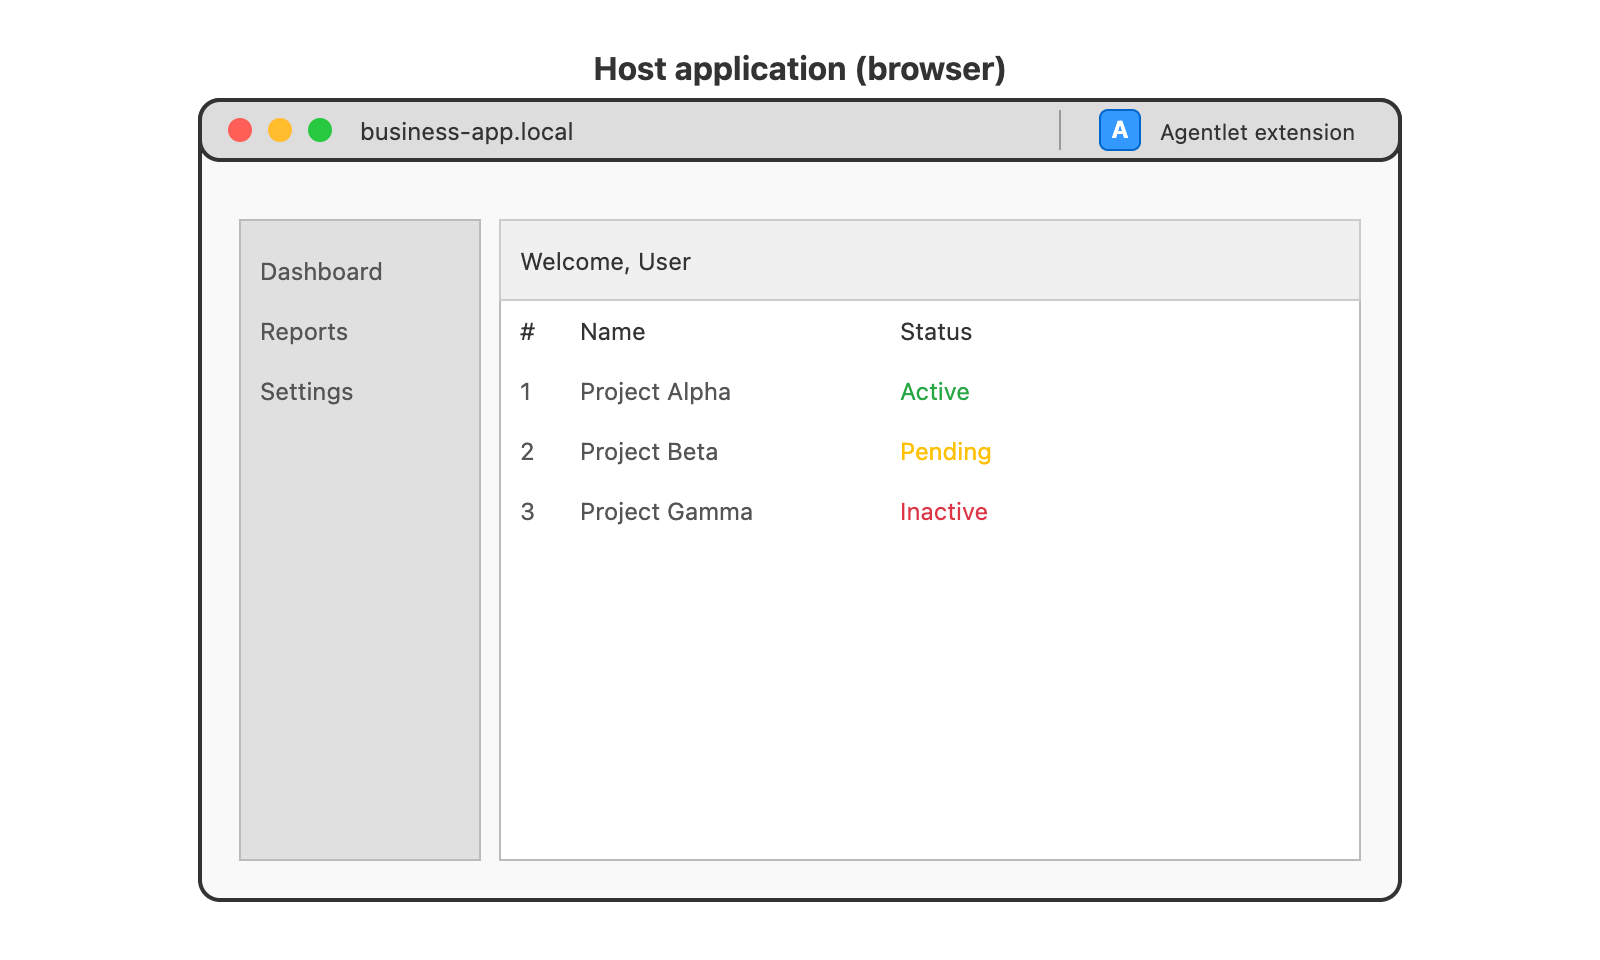 Host application (browser)
business-app.local
A Agentlet extension
Dashboard
Reports
Settings
Welcome, User
# Name Status
1 Project Alpha Active
2 Project Beta Pending
3 Project Gamma Inactive